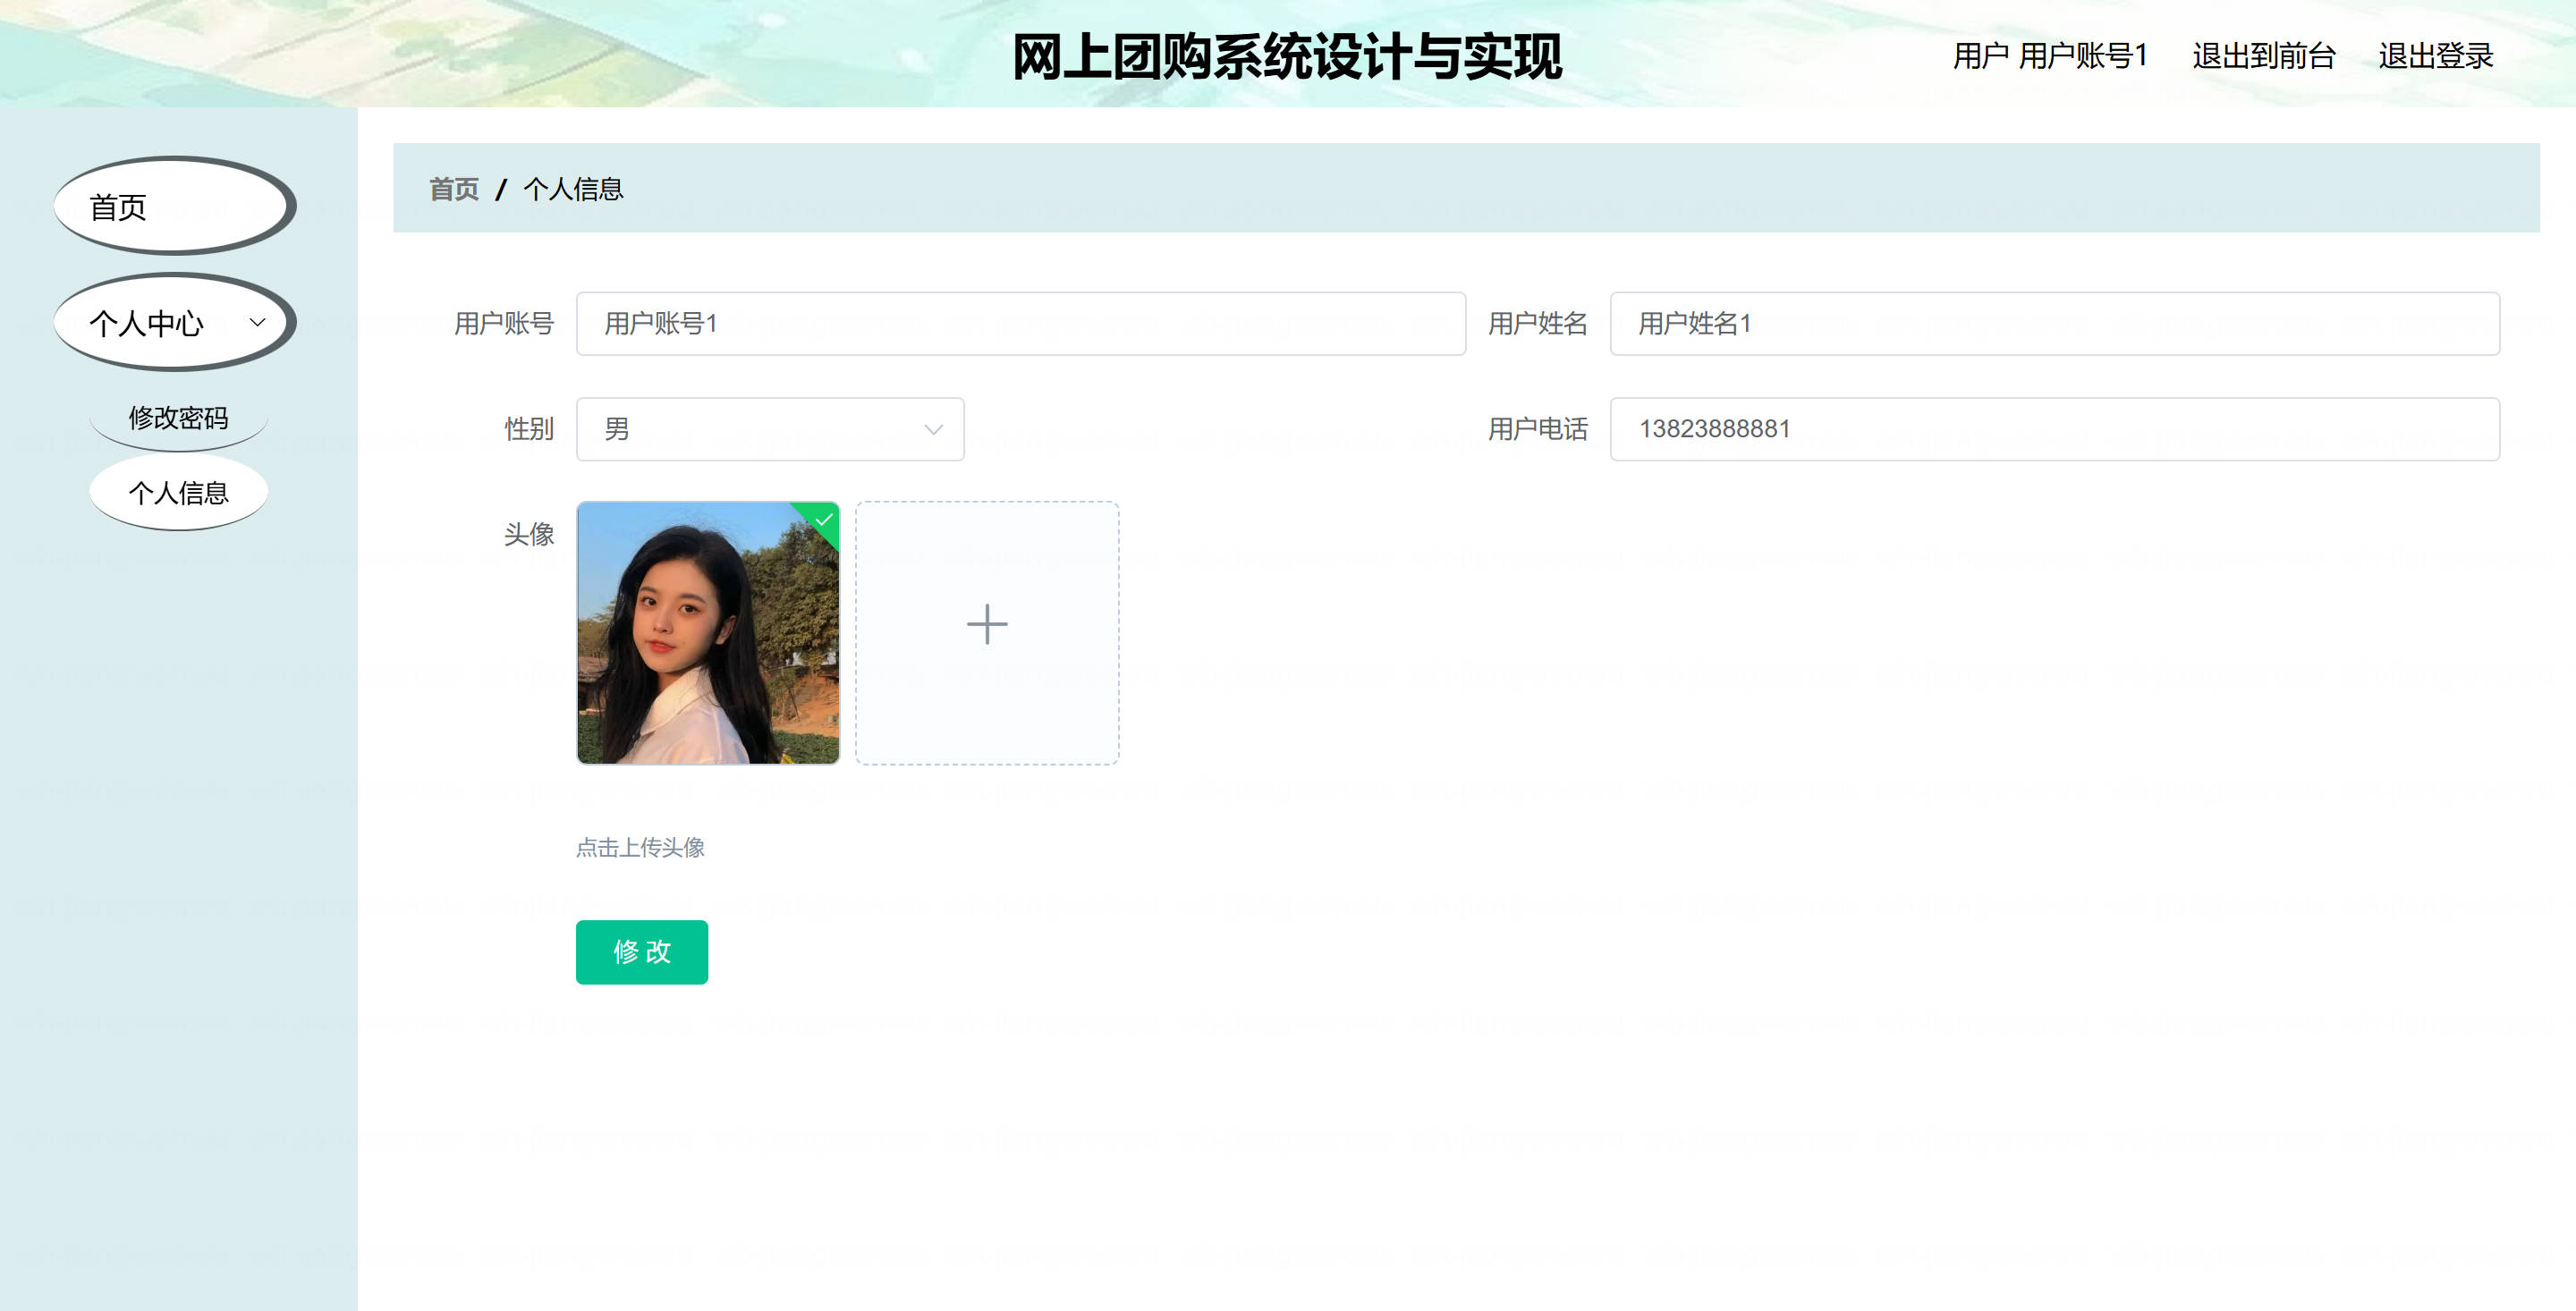 网上团购系统设计与实现
用户 用户账号1 退出到前台 退出登录
首页
个人中心
修改密码
个人信息
首页 / 个人信息
用户账号 用户账号1 用户姓名 用户姓名1
性别 男 用户电话 13823888881
头像
点击上传头像
修 改